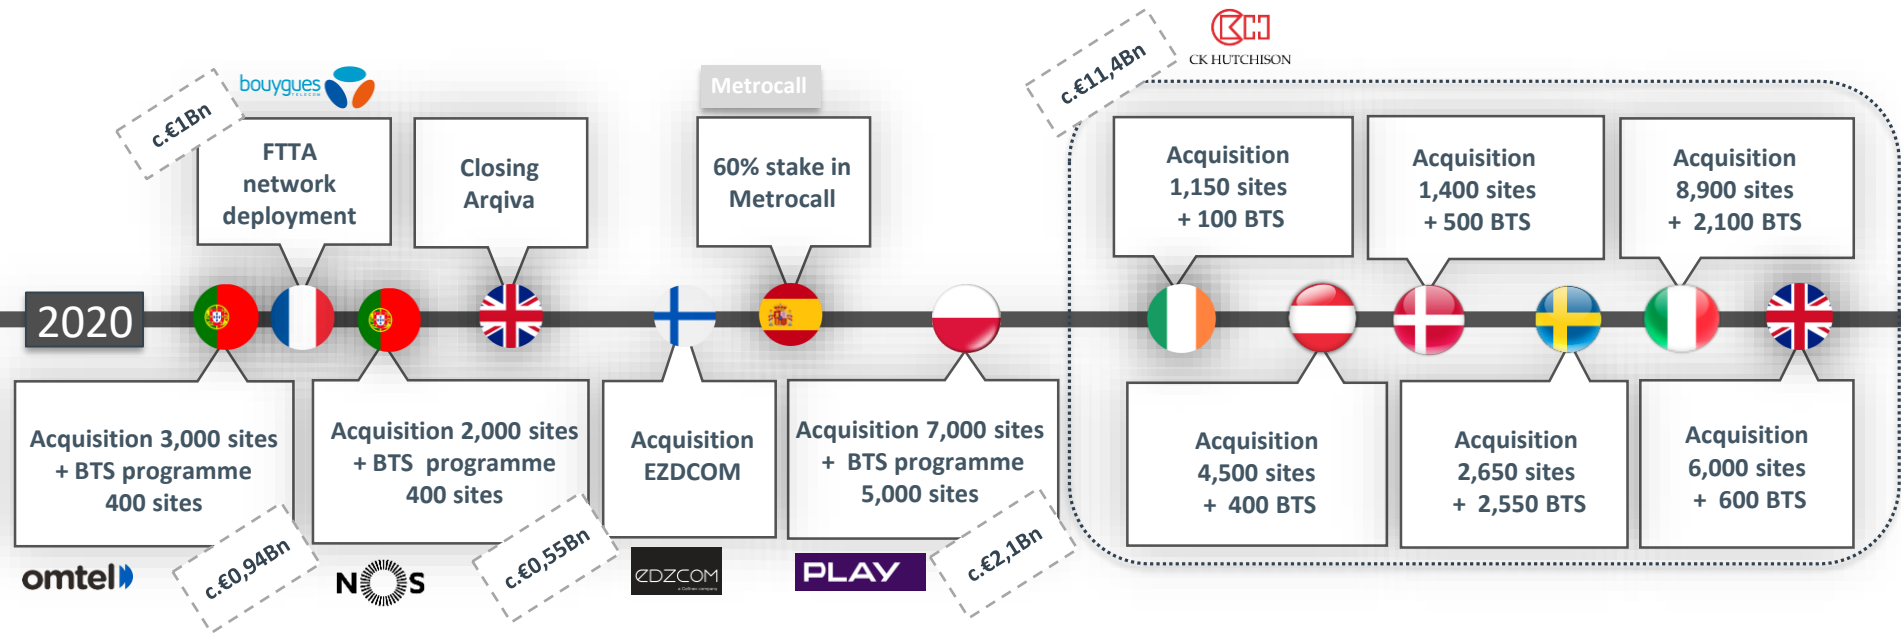 2020
Acquisition 3,000 sites
+ BTS programme
400 sites
omtel
c.€0,94Bn
c.€1Bn
bouygues
TELECOM
FTTA
network
deployment
Acquisition 2,000 sites
+ BTS programme
400 sites
NOS
c.€0,55Bn
Closing
Arqiva
Acquisition
EZDCOM
EDZCOM
a Cellnex company
Metrocall
60% stake in
Metrocall
Acquisition 7,000 sites
+ BTS programme
5,000 sites
PLAY
c.€2,1Bn
c.€11,4Bn
CK HUTCHISON
Acquisition
1,150 sites
+ 100 BTS
Acquisition
4,500 sites
+ 400 BTS
Acquisition
1,400 sites
+ 500 BTS
Acquisition
2,650 sites
+ 2,550 BTS
Acquisition
8,900 sites
+ 2,100 BTS
Acquisition
6,000 sites
+ 600 BTS